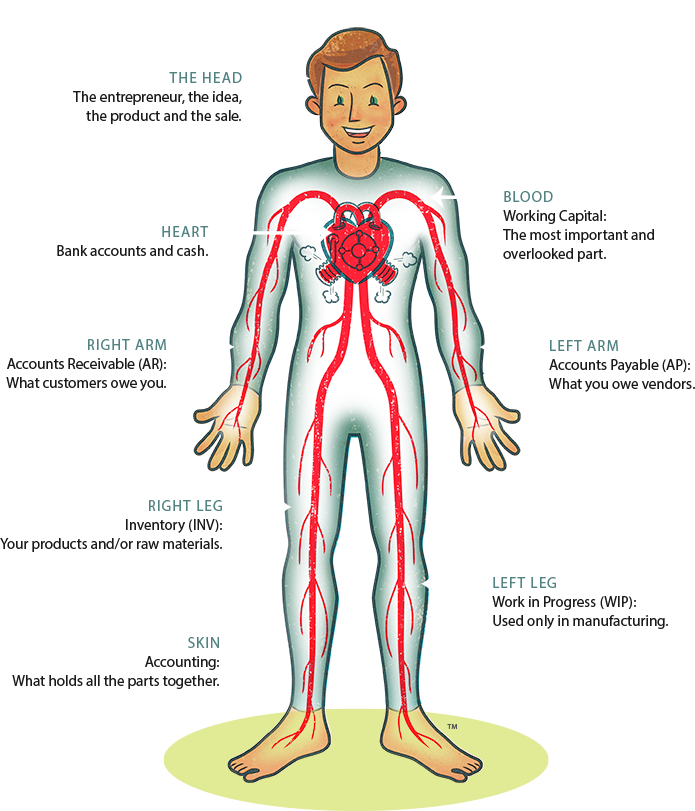 THE HEAD
The entrepreneur, the idea,
the product and the sale.
BLOOD
Working Capital:
The most important and
overlooked part.
HEART
Bank accounts and cash.
RIGHT ARM
Accounts Receivable (AR):
What customers owe you.
LEFT ARM
Accounts Payable (AP):
What you owe vendors.
RIGHT LEG
Inventory (INV):
Your products and/or raw materials.
LEFT LEG
Work in Progress (WIP):
Used only in manufacturing.
SKIN
Accounting:
What holds all the parts together.
TM